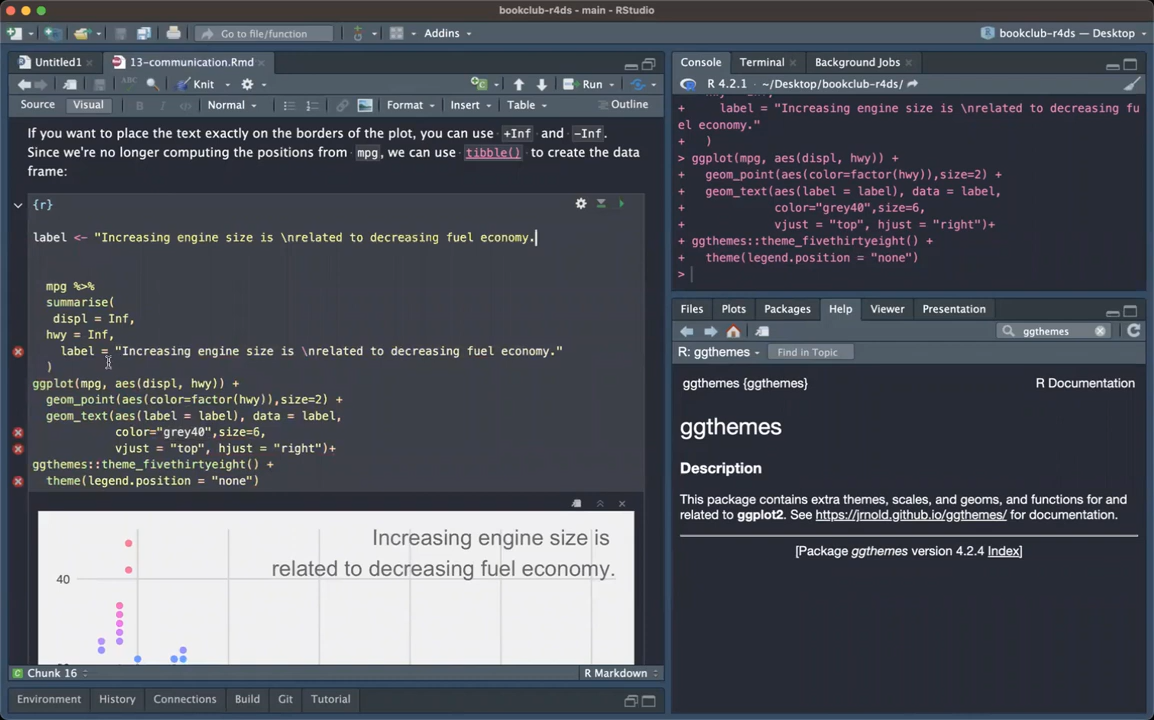 bookclub-r4ds - main - RStudio
Go to file/function
Addins
bookclub-r4ds — Desktop
Untitled1
13-communication.Rmd
ABC
Knit
Run
Source
Visual
B
I
Normal
Format
Insert
Table
Outline
If you want to place the text exactly on the borders of the plot, you can use +Inf and -Inf.
Since we're no longer computing the positions from mpg, we can use tibble() to create the data
frame:
{r}
label <- "Increasing engine size is \nrelated to decreasing fuel economy.
mpg %>%
summarise(
displ = Inf,
hwy = Inf,
label = "Increasing engine size is \nrelated to decreasing fuel economy."
)
ggplot(mpg, aes(displ, hwy)) +
geom_point(aes(color=factor(hwy)),size=2) +
geom_text(aes(label = label), data = label,
color="grey40",size=6,
vjust = "top", hjust = "right")+
ggthemes::theme_fivethirtyeight() +
theme(legend.position = "none")
Increasing engine size is
related to decreasing fuel economy.
40
Chunk 16
R Markdown
Environment
History
Connections
Build
Git
Tutorial
Console
Terminal
Background Jobs
R 4.2.1 · ~/Desktop/bookclub-r4ds/
+ label = "Increasing engine size is \nrelated to decreasing fu
el economy."
+ )
> ggplot(mpg, aes(displ, hwy)) +
+ geom_point(aes(color=factor(hwy)),size=2) +
+ geom_text(aes(label = label), data = label,
+ color="grey40",size=6,
+ vjust = "top", hjust = "right")+
+ ggthemes::theme_fivethirtyeight() +
+ theme(legend.position = "none")
>
Files
Plots
Packages
Help
Viewer
Presentation
ggthemes
R: ggthemes
Find in Topic
ggthemes {ggthemes}
R Documentation
ggthemes
Description
This package contains extra themes, scales, and geoms, and functions for and
related to ggplot2. See https://jrnold.github.io/ggthemes/ for documentation.
[Package ggthemes version 4.2.4 Index]